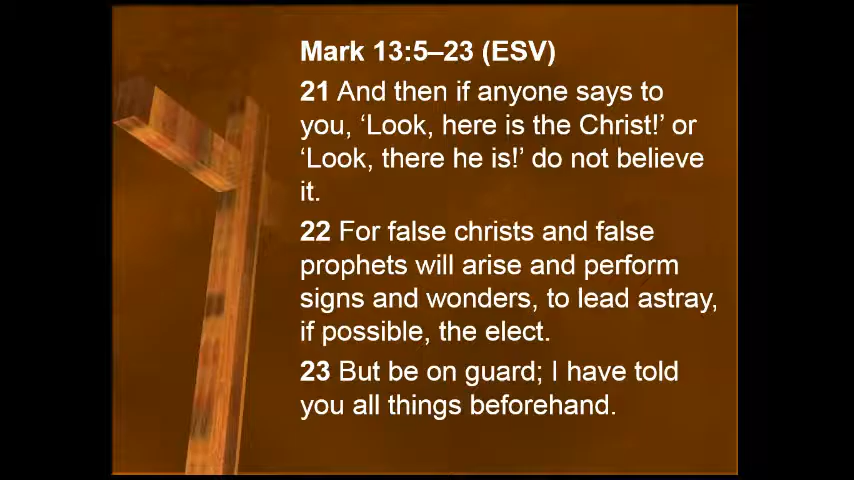 Mark 13:5–23 (ESV)
21 And then if anyone says to
you, ‘Look, here is the Christ!’ or
‘Look, there he is!’ do not believe
it.
22 For false christs and false
prophets will arise and perform
signs and wonders, to lead astray,
if possible, the elect.
23 But be on guard; I have told
you all things beforehand.